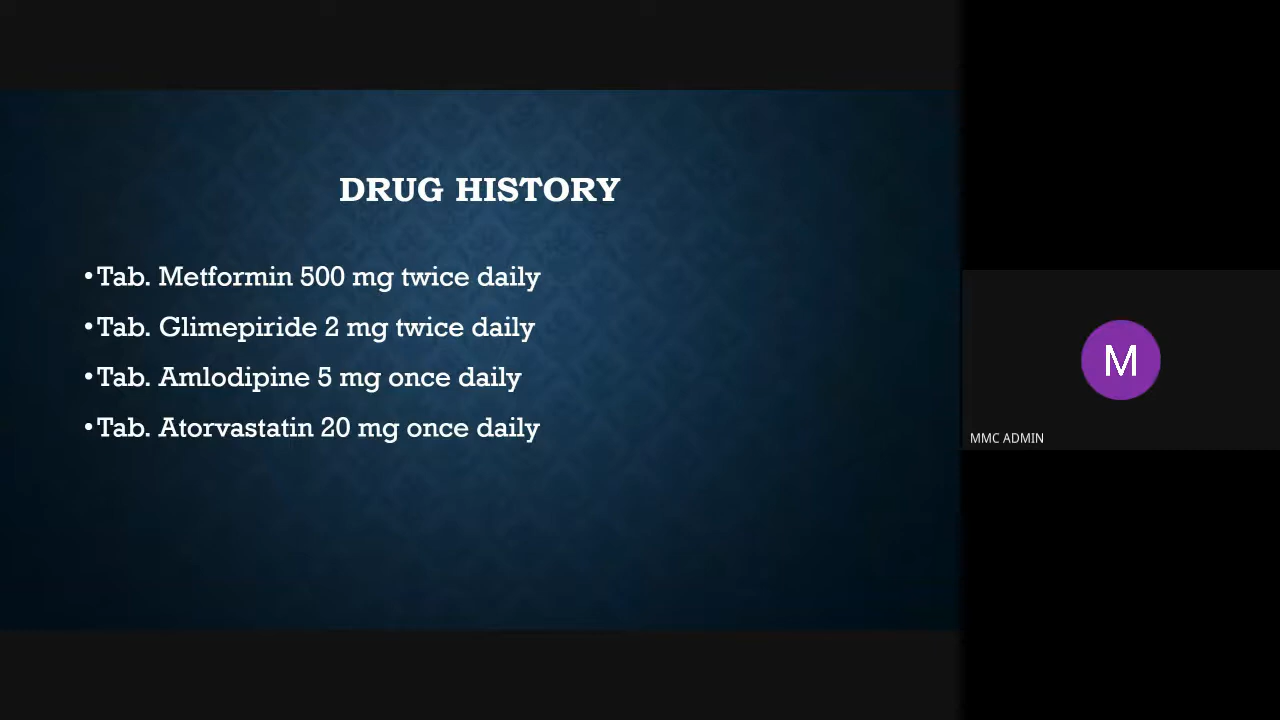 DRUG HISTORY
•Tab. Metformin 500 mg twice daily
•Tab. Glimepiride 2 mg twice daily
•Tab. Amlodipine 5 mg once daily
•Tab. Atorvastatin 20 mg once daily
M
MMC ADMIN